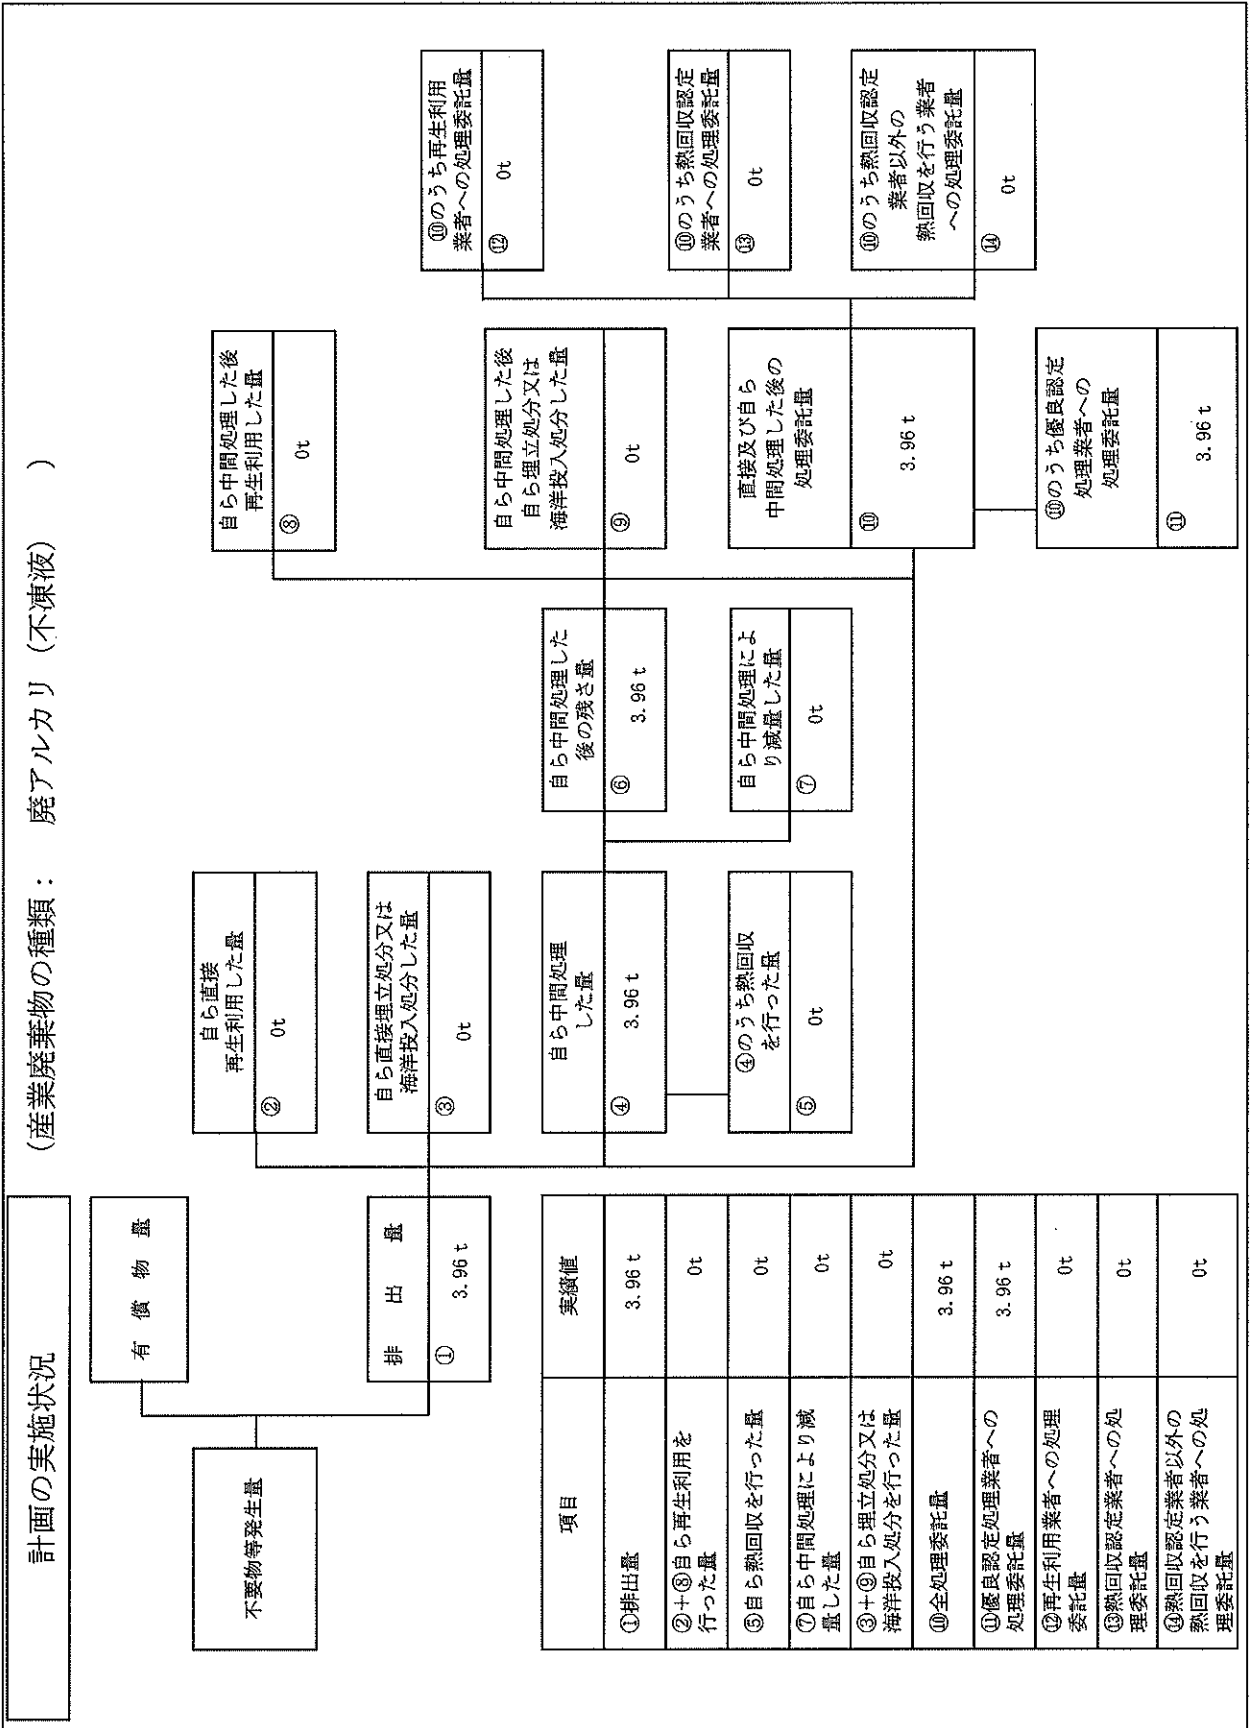 計画の実施状況
(産業廃棄物の種類： 廃アルカリ (不凍液) )
不要物等発生量
有 償 物 量
排 出 量
① 3.96 t
自ら直接
再生利用した量
② 0t
自ら直接埋立処分又は
海洋投入処分した量
③ 0t
自ら中間処理
した量
④ 3.96 t
④のうち熱回収
を行った量
⑤ 0t
自ら中間処理した
後の残さ量
⑥ 3.96 t
自ら中間処理によ
り減量した量
⑦ 0t
自ら中間処理した後
再生利用した量
⑧ 0t
自ら中間処理した後
自ら埋立処分又は
海洋投入処分した量
⑨ 0t
直接及び自ら
中間処理した後の
処理委託量
⑩ 3.96 t
⑩のうち優良認定
処理業者への
処理委託量
⑪ 3.96 t
⑩のうち再生利用
業者への処理委託量
⑫ 0t
⑩のうち熱回収認定
業者への処理委託量
⑬ 0t
⑩のうち熱回収認定
業者以外の
熱回収を行う業者
への処理委託量
⑭ 0t
項目 実績値
①排出量 3.96 t
②+⑧自ら再生利用を
行った量 0t
⑤自ら熱回収を行った量 0t
⑦自ら中間処理により減
量した量 0t
③+⑨自ら埋立処分又は
海洋投入処分を行った量 0t
⑩全処理委託量 3.96 t
⑪優良認定処理業者への
処理委託量 3.96 t
⑫再生利用業者への処理
委託量 0t
⑬熱回収認定業者への処
理委託量 0t
⑭熱回収認定業者以外の
熱回収を行う業者への処
理委託量 0t